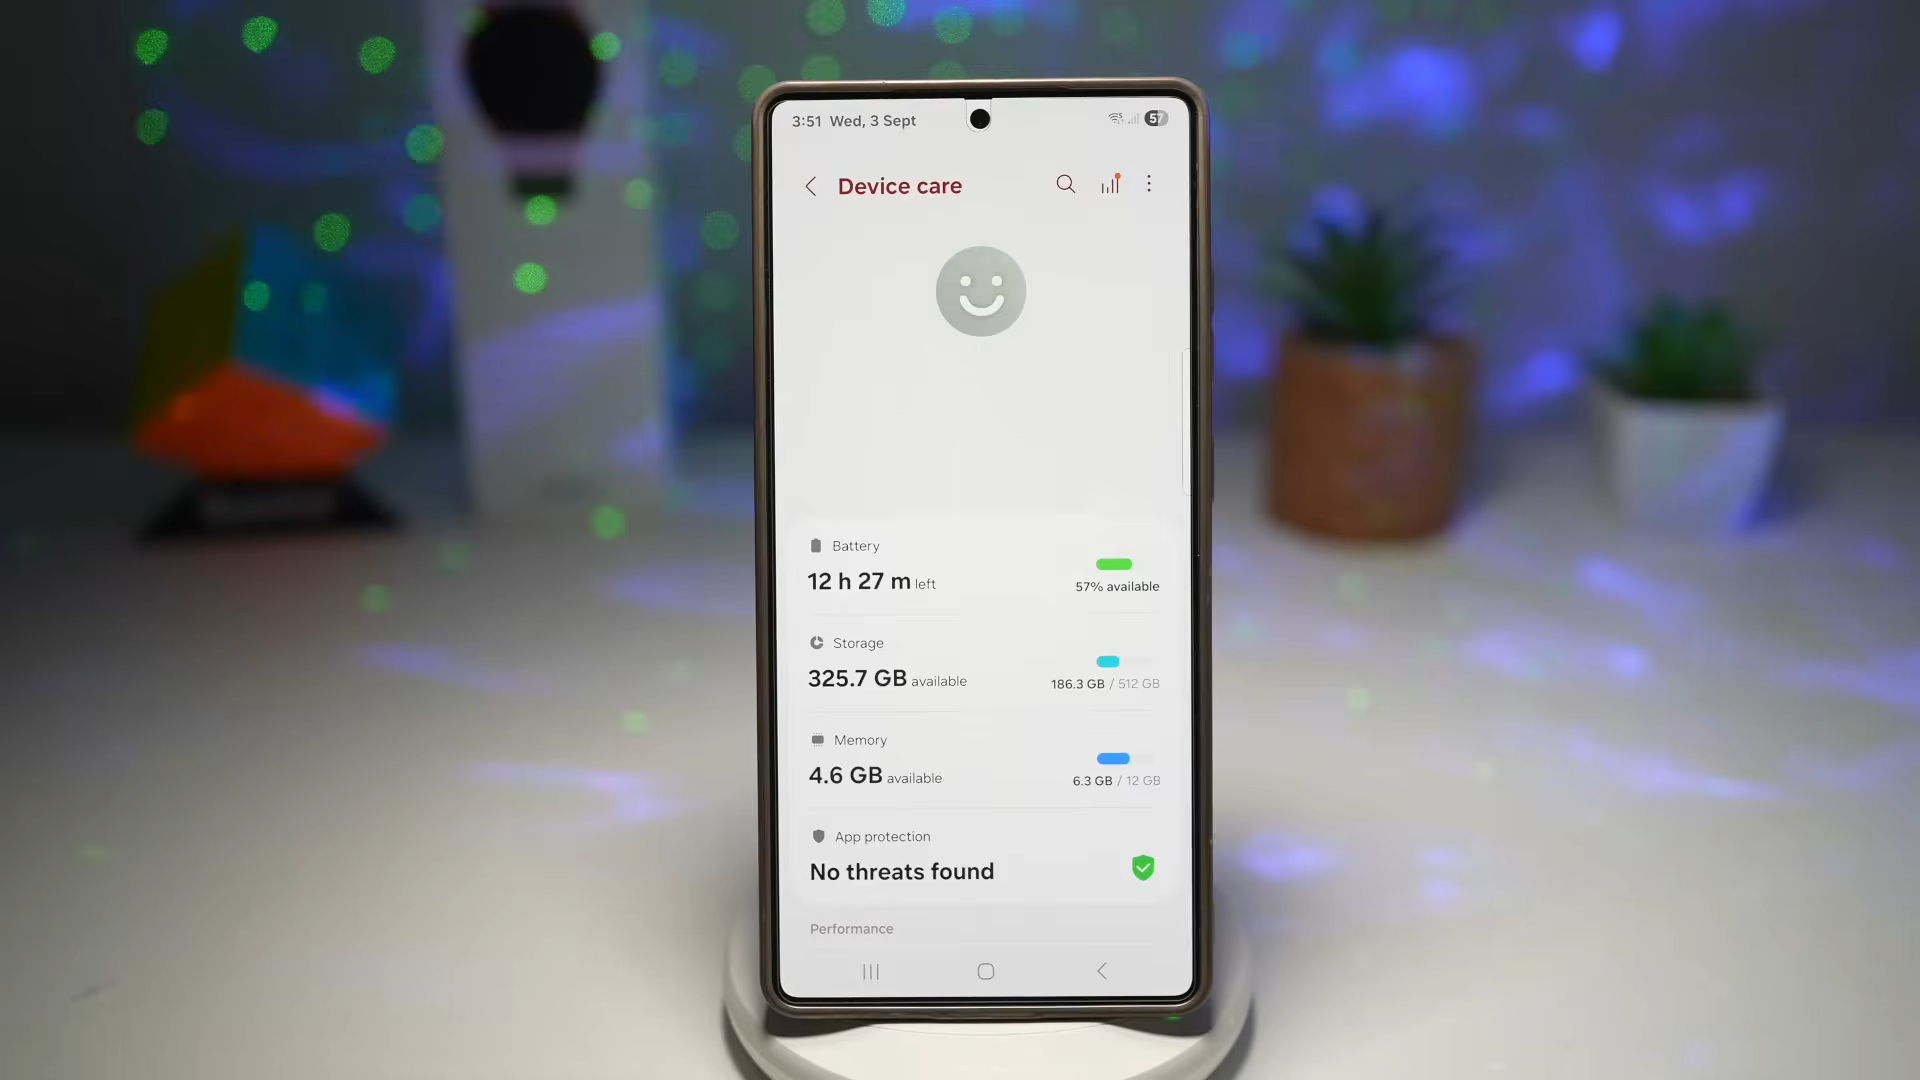 3:51 Wed, 3 Sept
57
Device care
Battery
12 h 27 m left
57% available
Storage
325.7 GB available
186.3 GB / 512 GB
Memory
4.6 GB available
6.3 GB / 12 GB
App protection
No threats found
Performance